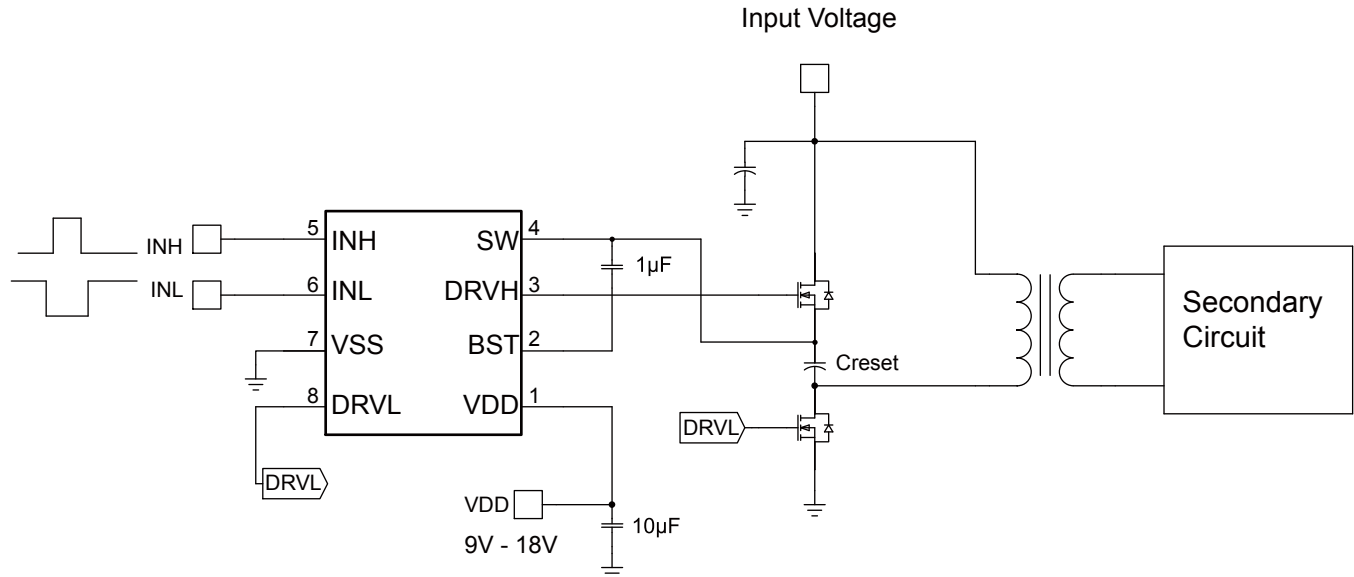 Input Voltage
INH
INL
5
INH
SW
4
1µF
6
INL
DRVH
3
7
VSS
BST
2
8
DRVL
VDD
1
Creset
Secondary
Circuit
DRVL
DRVL
VDD
10µF
9V - 18V